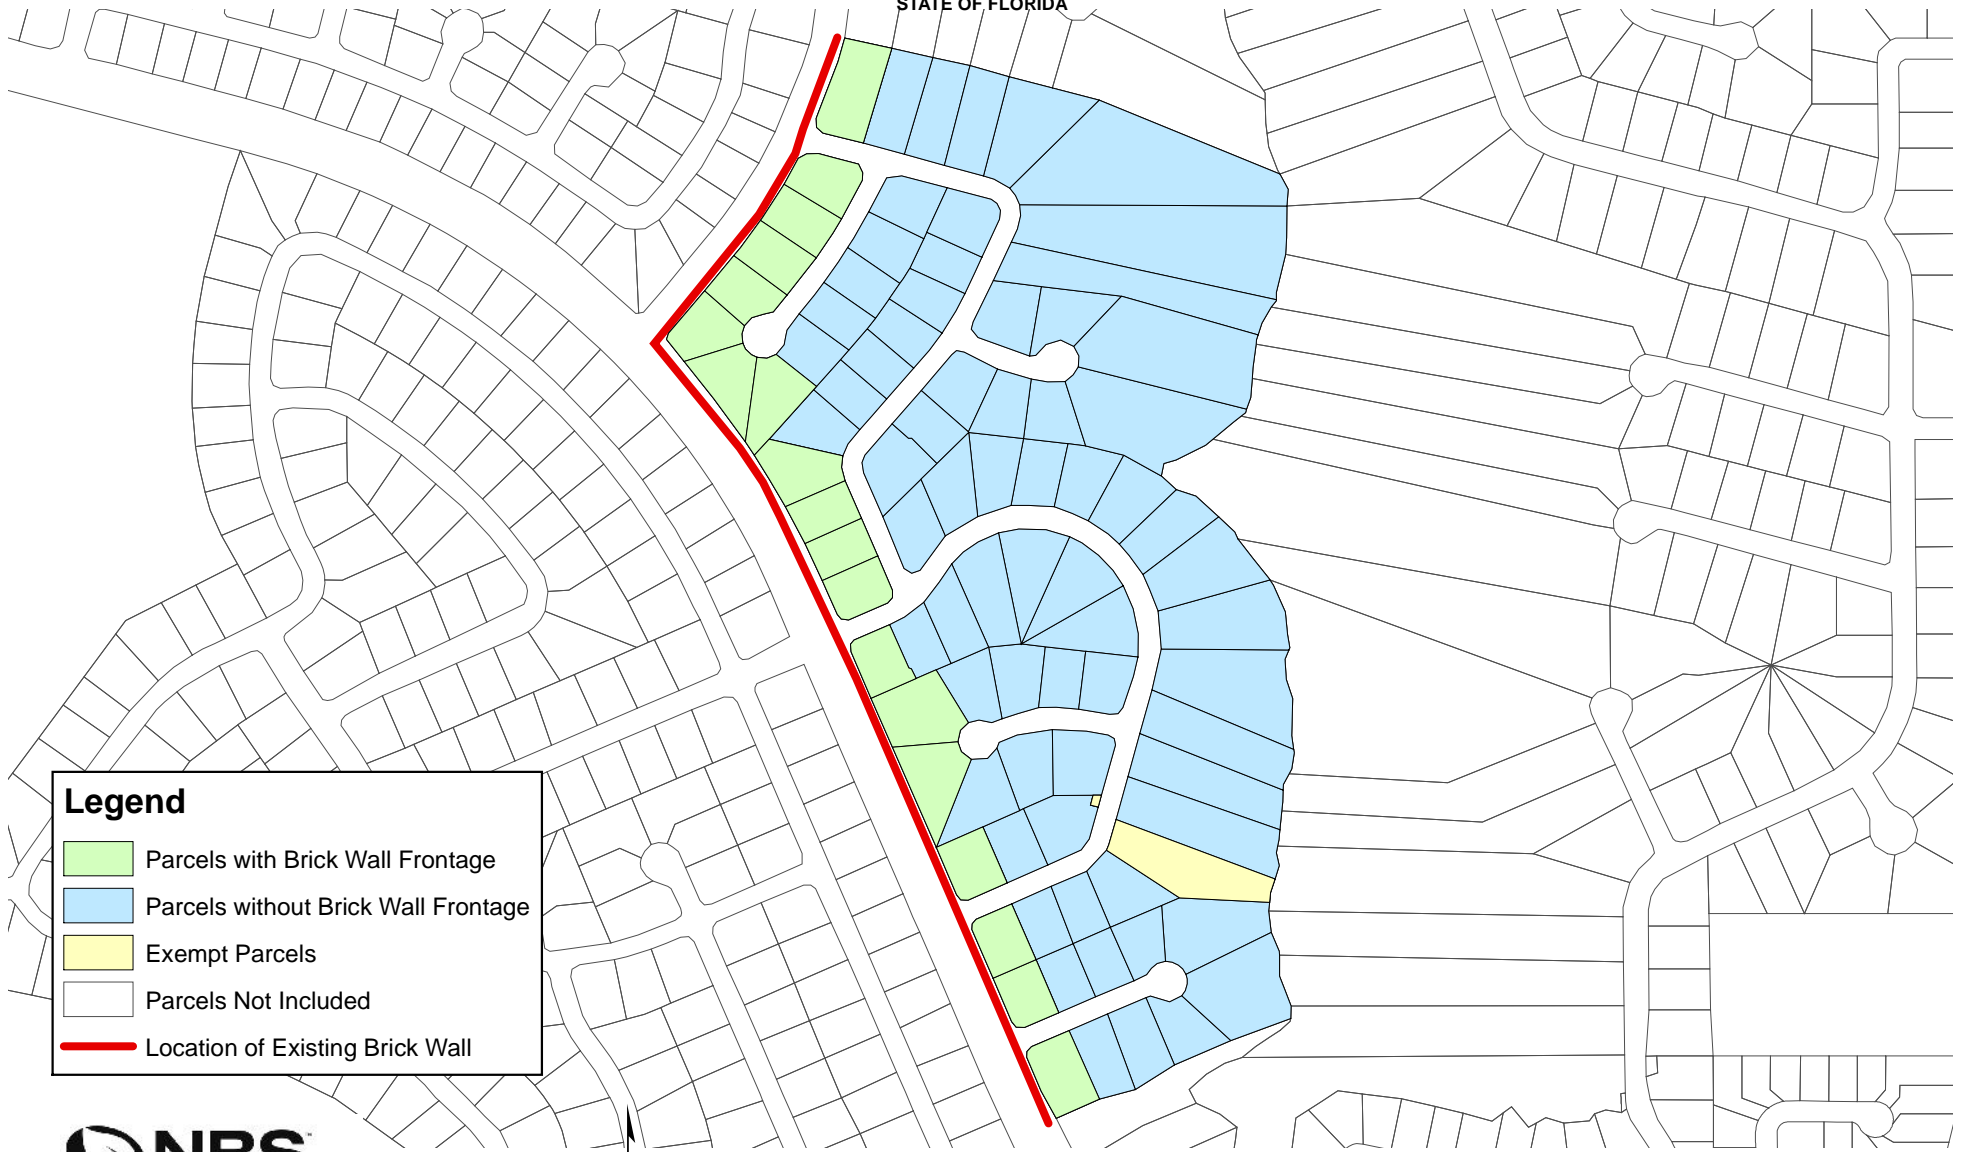 STATE OF FLORIDA
Legend
Parcels with Brick Wall Frontage
Parcels without Brick Wall Frontage
Exempt Parcels
Parcels Not Included
Location of Existing Brick Wall
NBS